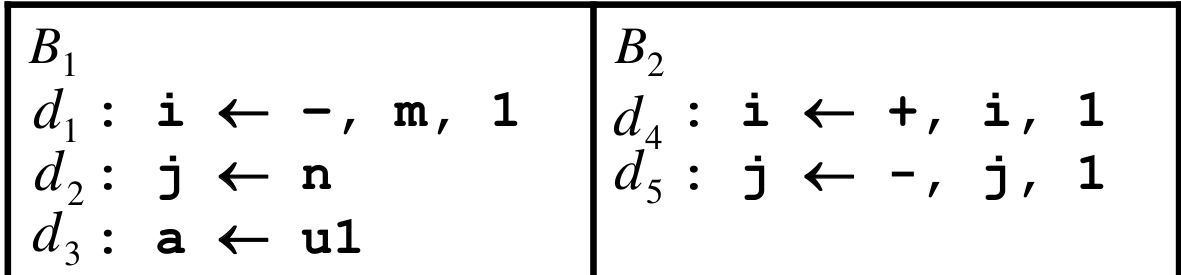 B₁
d₁ : i ← -, m, 1
d₂ : j ← n
d₃ : a ← u1
B₂
d₄ : i ← +, i, 1
d₅ : j ← -, j, 1